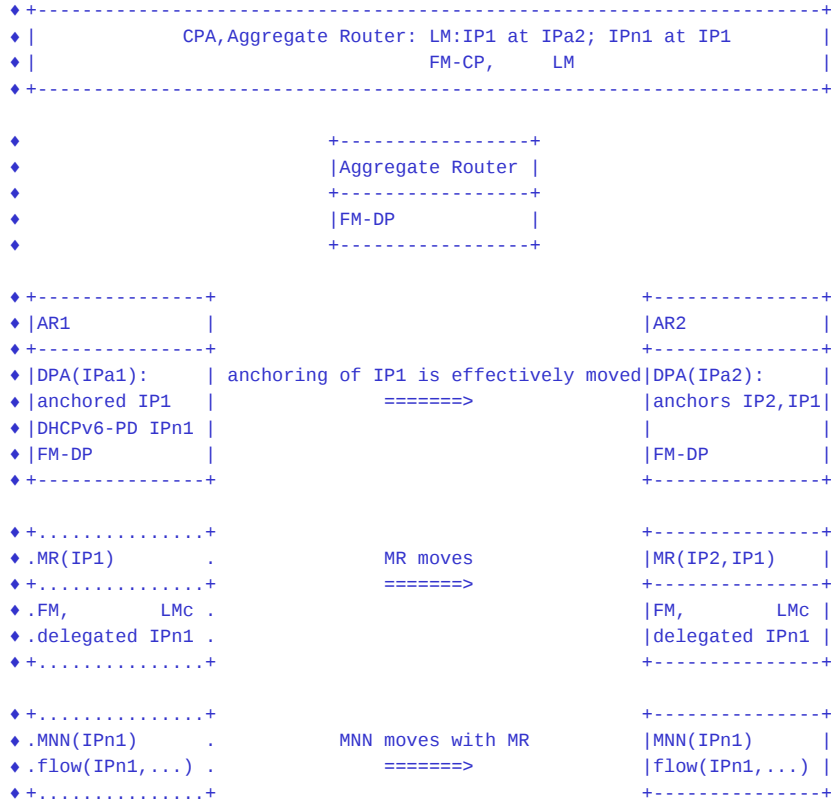 ♦ +--------------------------------------------------------------------+
♦ |             CPA,Aggregate Router: LM:IP1 at IPa2; IPn1 at IP1        |
♦ |                                  FM-CP,     LM                      |
♦ +--------------------------------------------------------------------+
♦                          +-----------------+
♦                          |Aggregate Router |
♦                          +-----------------+
♦                          |FM-DP            |
♦                          +-----------------+
♦ +---------------+                                     +---------------+
♦ |AR1            |                                     |AR2            |
♦ +---------------+                                     +---------------+
♦ |DPA(IPa1):     | anchoring of IP1 is effectively moved|DPA(IPa2):     |
♦ |anchored IP1   |              =======>               |anchors IP2,IP1|
♦ |DHCPv6-PD IPn1 |                                     |               |
♦ |FM-DP          |                                     |FM-DP          |
♦ +---------------+                                     +---------------+
♦ +...............+                                     +---------------+
♦ .MR(IP1)        .              MR moves               |MR(IP2,IP1)    |
♦ +...............+              =======>               +---------------+
♦ .FM,        LMc .                                     |FM,        LMc |
♦ .delegated IPn1 .                                     |delegated IPn1 |
♦ +...............+                                     +---------------+
♦ +...............+                                     +---------------+
♦ .MNN(IPn1)      .          MNN moves with MR          |MNN(IPn1)      |
♦ .flow(IPn1,...) .              =======>               |flow(IPn1,...) |
♦ +...............+                                     +---------------+